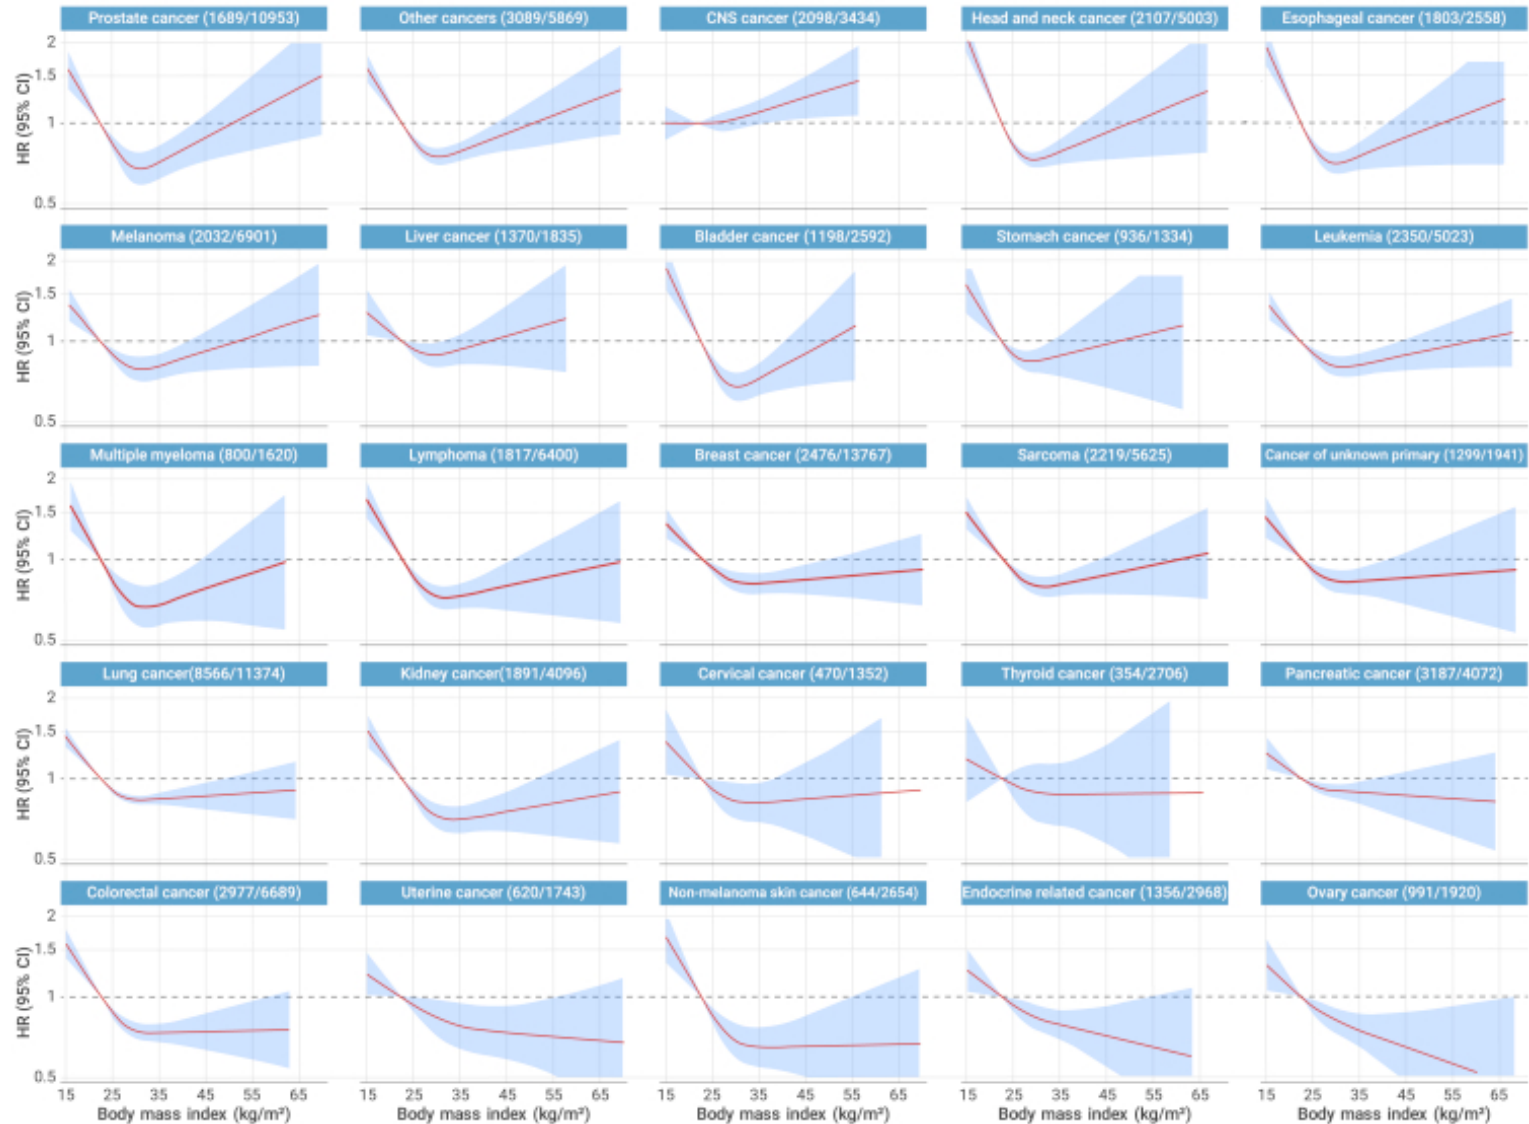 Prostate cancer (1689/10953)
Other cancers (3089/5869)
CNS cancer (2098/3434)
Head and neck cancer (2107/5003)
Esophageal cancer (1803/2558)
HR (95% CI)
2
1.5
1
0.5
Melanoma (2032/6901)
Liver cancer (1370/1835)
Bladder cancer (1198/2592)
Stomach cancer (936/1334)
Leukemia (2350/5023)
HR (95% CI)
2
1.5
1
0.5
Multiple myeloma (800/1620)
Lymphoma (1817/6400)
Breast cancer (2476/13767)
Sarcoma (2219/5625)
Cancer of unknown primary (1299/1941)
HR (95% CI)
2
1.5
1
0.5
Lung cancer(8566/11374)
Kidney cancer(1891/4096)
Cervical cancer (470/1352)
Thyroid cancer (354/2706)
Pancreatic cancer (3187/4072)
HR (95% CI)
2
1.5
1
0.5
Colorectal cancer (2977/6689)
Uterine cancer (620/1743)
Non-melanoma skin cancer (644/2654)
Endocrine related cancer (1356/2968)
Ovary cancer (991/1920)
HR (95% CI)
2
1.5
1
0.5
15 25 35 45 55 65
15 25 35 45 55 65
15 25 35 45 55 65
15 25 35 45 55 65
15 25 35 45 55 65
Body mass index (kg/m²)
Body mass index (kg/m²)
Body mass index (kg/m²)
Body mass index (kg/m²)
Body mass index (kg/m²)